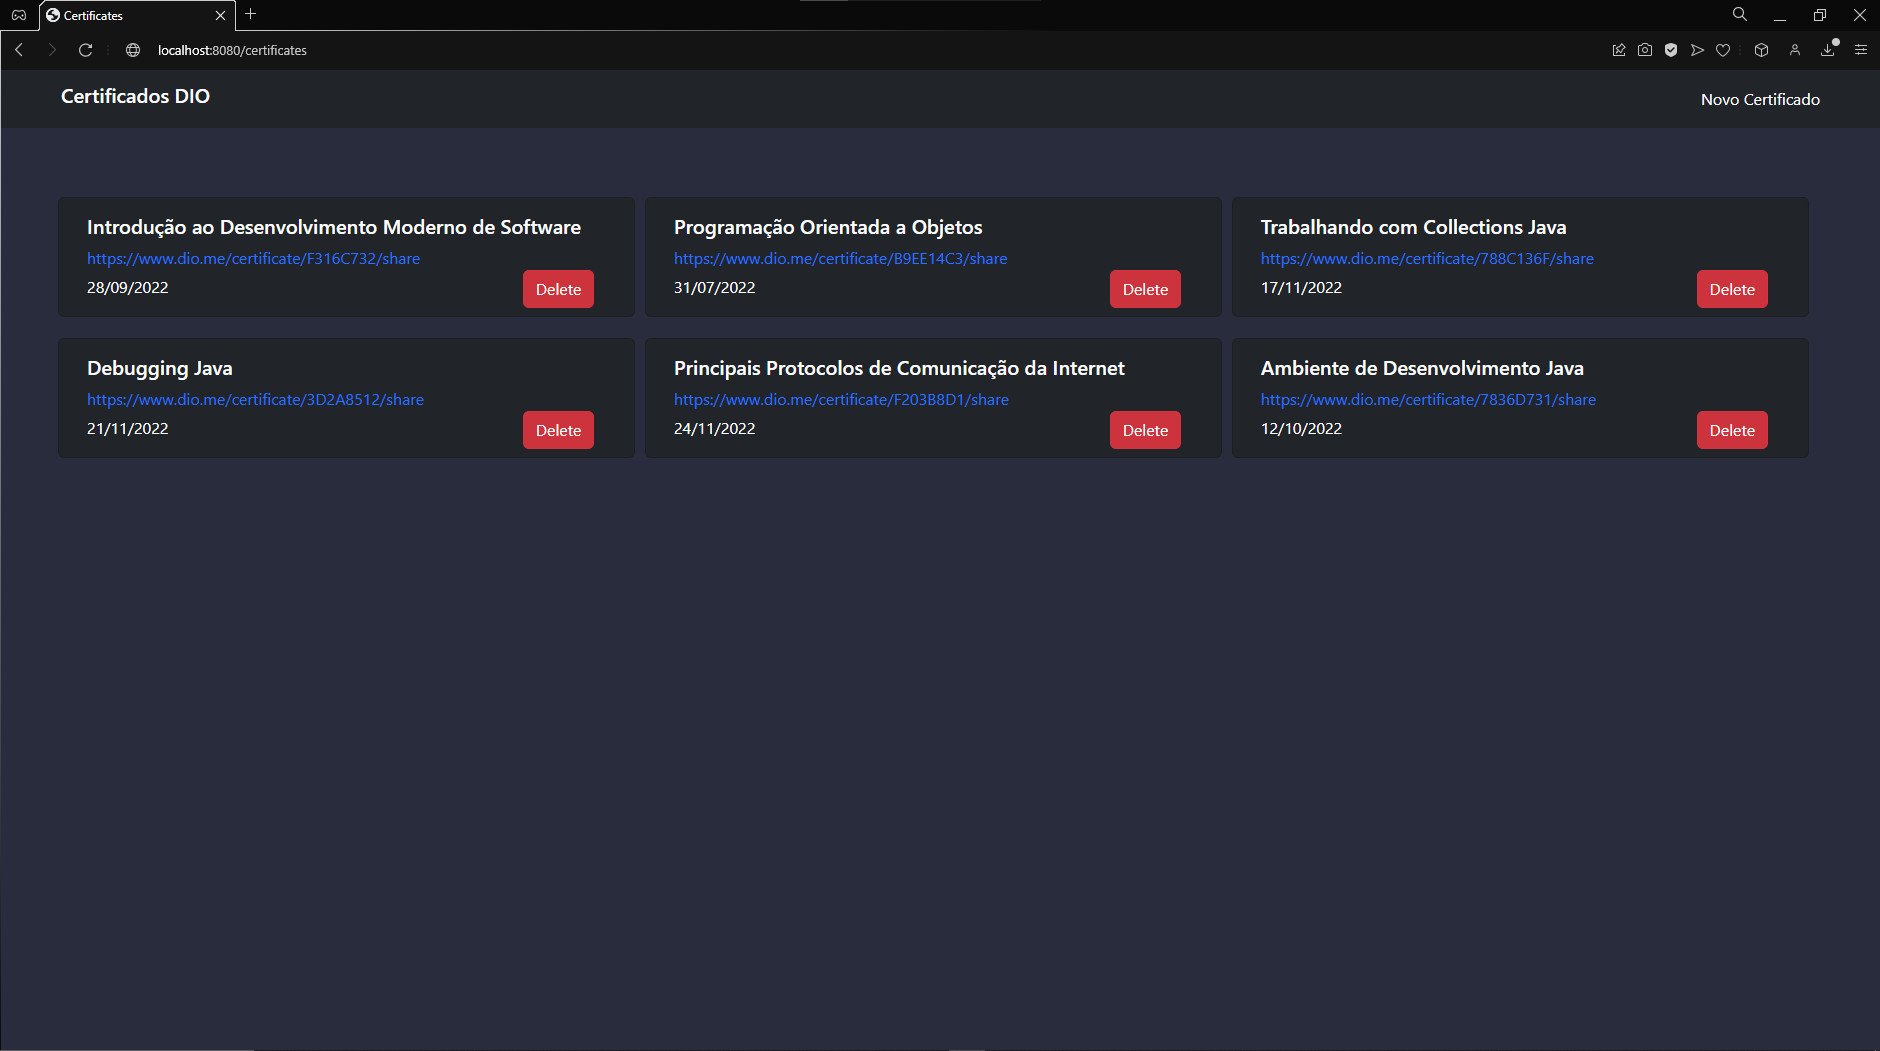 Certificates
localhost:8080/certificates
Certificados DIO
Novo Certificado
Introdução ao Desenvolvimento Moderno de Software
https://www.dio.me/certificate/F316C732/share
28/09/2022
Delete
Programação Orientada a Objetos
https://www.dio.me/certificate/B9EE14C3/share
31/07/2022
Delete
Trabalhando com Collections Java
https://www.dio.me/certificate/788C136F/share
17/11/2022
Delete
Debugging Java
https://www.dio.me/certificate/3D2A8512/share
21/11/2022
Delete
Principais Protocolos de Comunicação da Internet
https://www.dio.me/certificate/F203B8D1/share
24/11/2022
Delete
Ambiente de Desenvolvimento Java
https://www.dio.me/certificate/7836D731/share
12/10/2022
Delete